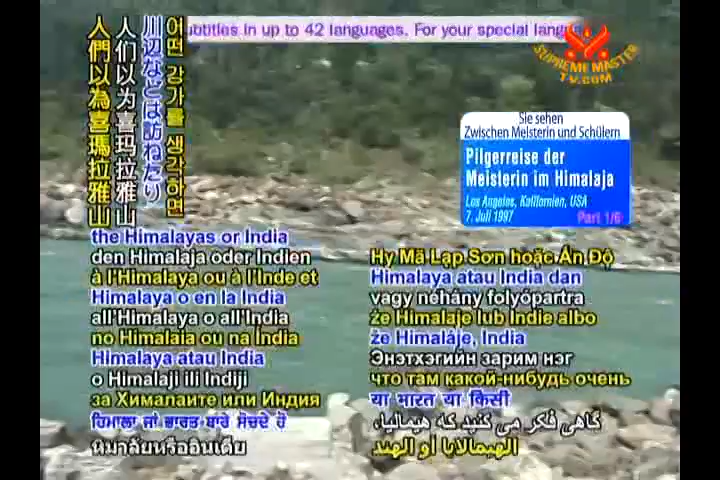 ubtitles in up to 42 languages. For your special langu
SUPREME MASTER
TV.COM
人們以為喜瑪拉雅山
人们以为喜玛拉雅山
川辺などは訪ねたり
어떤 강가를 생각하면
Sie sehen
Zwischen Meisterin und Schülern
Pilgerreise der
Meisterin im Himalaja
Los Angeles, Kalifornien, USA
7. Juli 1997
Part 1/6
the Himalayas or India
den Himalaja oder Indien
à l'Himalaya ou à l'Inde et
Himalaya o en la India
all'Himalaya o all'India
no Himalaia ou na Índia
Himalaya atau India
o Himalaji ili Indiji
за Хималаите или Индия
ਹਿਮਾਲਾ ਜਾਂ ਭਾਰਤ ਬਾਰੇ ਸੋਚਦੇ ਹੋ
หิมาลัยหรืออินเดีย
Hy Mã Lạp Sơn hoặc Ấn Độ
Himalaya atau India dan
vagy néhány folyópartra
że Himalaje lub Indie albo
že Himaláje, India
Энэтхэгийн зарим нэг
что там какой-нибудь очень
या भारत या किसी
گاهی فکر می کنید که هیمالیا،
الهيمالايا أو الهند